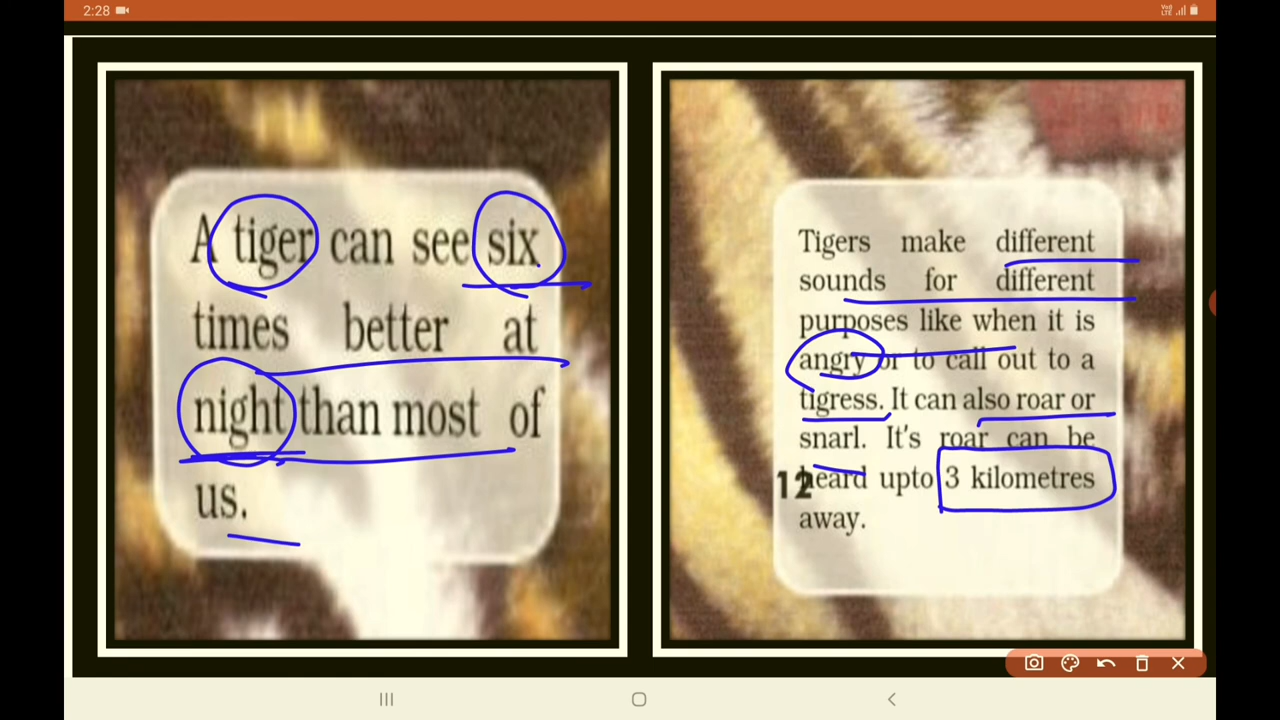 2:28
Vo))
LTE
A tiger can see six
times better at
night than most of
us.
Tigers make different
sounds for different
purposes like when it is
angry or to call out to a
tigress. It can also roar or
snarl. It's roar can be
heard upto 3 kilometres
away.
12